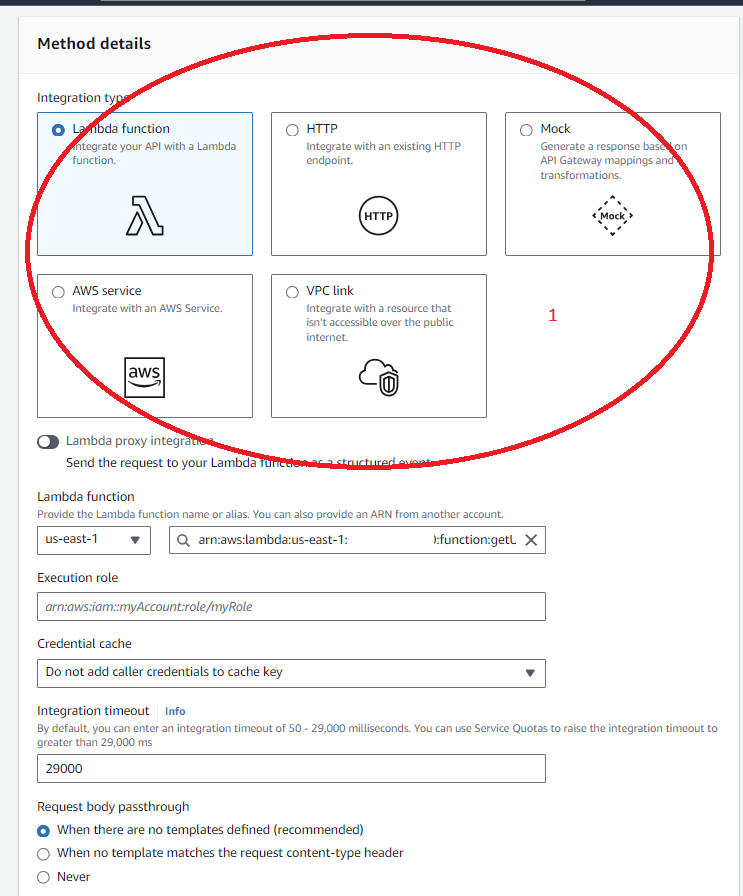 Method details
Integration type
Lambda function
Integrate your API with a Lambda
function.
HTTP
Integrate with an existing HTTP
endpoint.
HTTP
Mock
Generate a response based on
API Gateway mappings and
transformations.
Mock
AWS service
Integrate with an AWS Service.
aws
VPC link
Integrate with a resource that
isn't accessible over the public
internet.
1
Lambda proxy integration
Send the request to your Lambda function as a structured event.
Lambda function
Provide the Lambda function name or alias. You can also provide an ARN from another account.
us-east-1
arn:aws:lambda:us-east-1: :function:getU
Execution role
arn:aws:iam::myAccount:role/myRole
Credential cache
Do not add caller credentials to cache key
Integration timeout Info
By default, you can enter an integration timeout of 50 - 29,000 milliseconds. You can use Service Quotas to raise the integration timeout to
greater than 29,000 ms
29000
Request body passthrough
When there are no templates defined (recommended)
When no template matches the request content-type header
Never